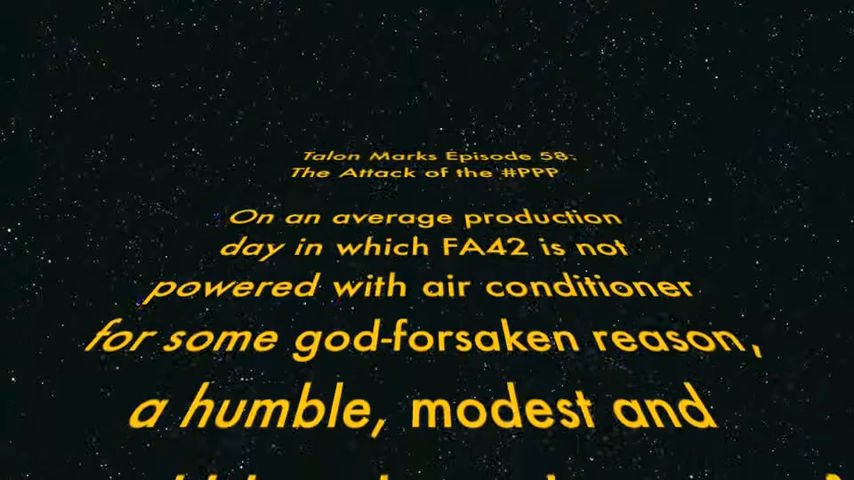 Talon Marks Episode 58:
The Attack of the #PPP
On an average production
day in which FA42 is not
powered with air conditioner
for some god-forsaken reason,
a humble, modest and